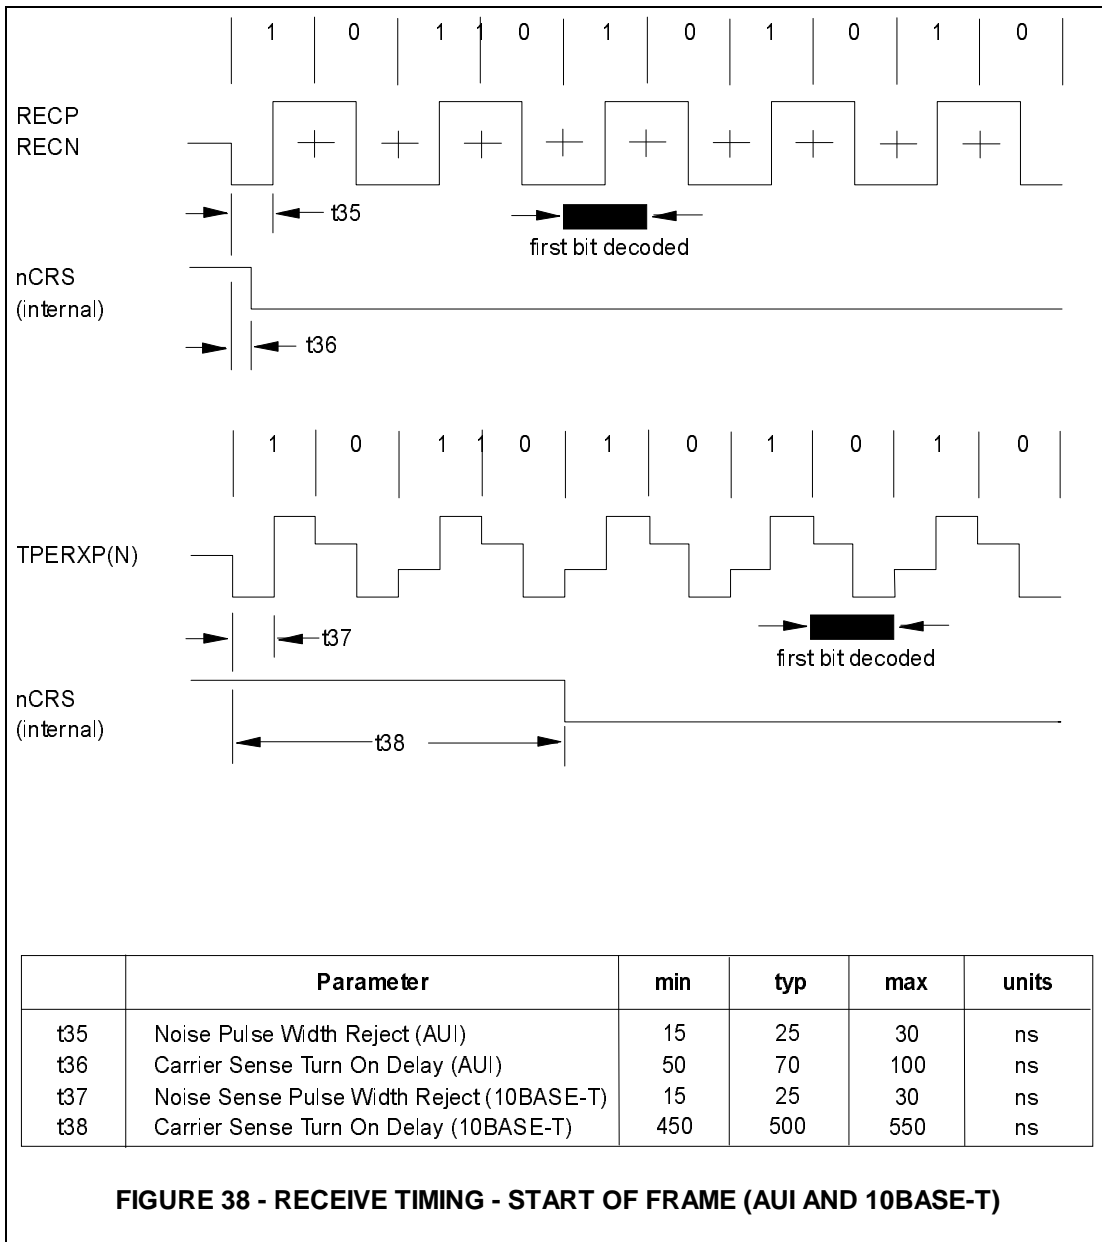 1 0 1 1 0 1 0 1 0 1 0
RECP
RECN
t35
first bit decoded
nCRS
(internal)
t36
1 0 1 1 0 1 0 1 0 1 0
TPERXP(N)
t37
first bit decoded
nCRS
(internal)
t38
Parameter min typ max units
t35 Noise Pulse Width Reject (AUI) 15 25 30 ns
t36 Carrier Sense Turn On Delay (AUI) 50 70 100 ns
t37 Noise Sense Pulse Width Reject (10BASE-T) 15 25 30 ns
t38 Carrier Sense Turn On Delay (10BASE-T) 450 500 550 ns
FIGURE 38 - RECEIVE TIMING - START OF FRAME (AUI AND 10BASE-T)